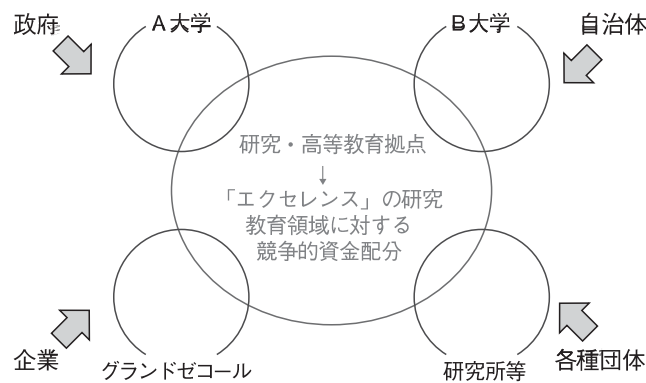 政府
A大学
B大学
自治体
研究・高等教育拠点
↓
「エクセレンス」の研究
教育領域に対する
競争的資金配分
企業
グランドゼコール
研究所等
各種団体